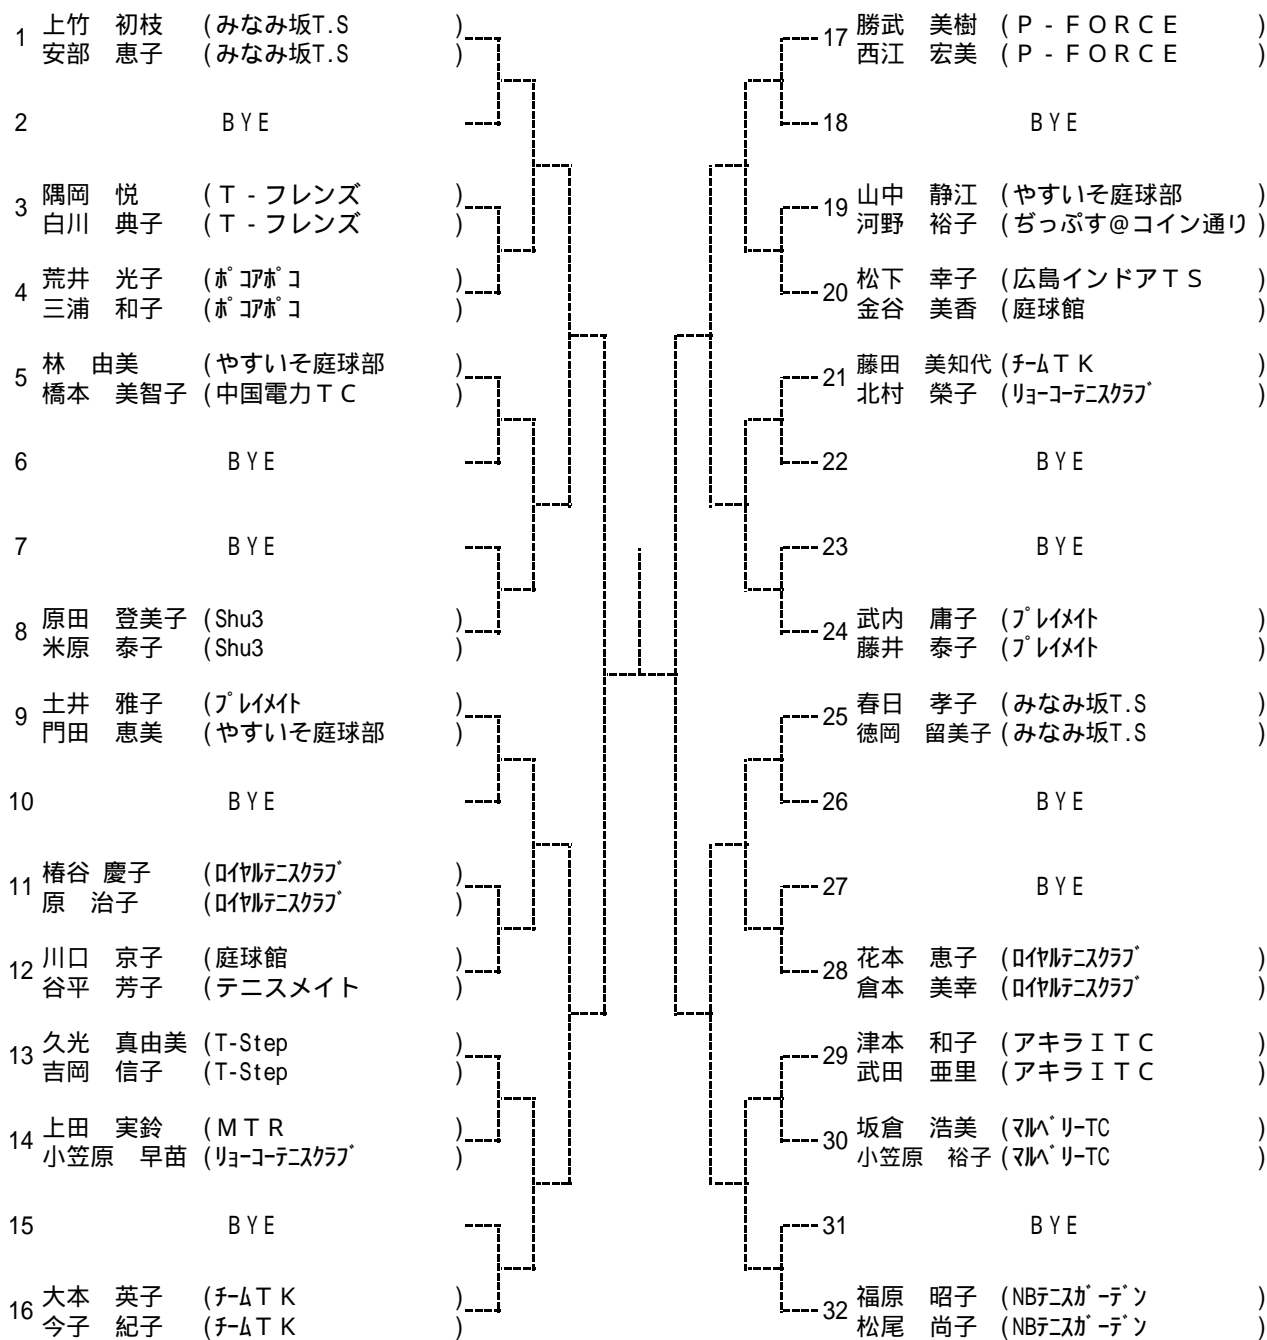 1 上竹　初枝 (みなみ坂T.S )
安部　恵子 (みなみ坂T.S )
2 BYE
3 隅岡　悦 (Ｔ-フレンズ )
白川　典子 (Ｔ-フレンズ )
4 荒井　光子 (ﾎﾟｺｱﾎﾟｺ )
三浦　和子 (ﾎﾟｺｱﾎﾟｺ )
5 林　由美 (やすいそ庭球部 )
橋本　美智子 (中国電力ＴＣ )
6 BYE
7 BYE
8 原田　登美子 (Shu3 )
米原　泰子 (Shu3 )
9 土井　雅子 (ﾌﾟﾚｲﾒｲﾄ )
門田　恵美 (やすいそ庭球部 )
10 BYE
11 椿谷 慶子 (ﾛｲﾔﾙﾃﾆｽｸﾗﾌﾞ )
原　治子 (ﾛｲﾔﾙﾃﾆｽｸﾗﾌﾞ )
12 川口　京子 (庭球館 )
谷平　芳子 (テニスメイト )
13 久光　真由美 (T-Step )
吉岡　信子 (T-Step )
14 上田　実鈴 (ＭＴＲ )
小笠原　早苗 (ﾘｮｰｺｰﾃﾆｽｸﾗﾌﾞ )
15 BYE
16 大本　英子 (ﾁｰﾑＴＫ )
今子　紀子 (ﾁｰﾑＴＫ )
17 勝武　美樹 (Ｐ-ＦＯＲＣＥ )
西江　宏美 (Ｐ-ＦＯＲＣＥ )
18 BYE
19 山中　静江 (やすいそ庭球部 )
河野　裕子 (ぢっぷす＠コイン通り )
20 松下　幸子 (広島インドアＴＳ )
金谷　美香 (庭球館 )
21 藤田　美知代 (ﾁｰﾑＴＫ )
北村　榮子 (ﾘｮｰｺｰﾃﾆｽｸﾗﾌﾞ )
22 BYE
23 BYE
24 武内　庸子 (ﾌﾟﾚｲﾒｲﾄ )
藤井　泰子 (ﾌﾟﾚｲﾒｲﾄ )
25 春日　孝子 (みなみ坂T.S )
徳岡　留美子 (みなみ坂T.S )
26 BYE
27 BYE
28 花本　恵子 (ﾛｲﾔﾙﾃﾆｽｸﾗﾌﾞ )
倉本　美幸 (ﾛｲﾔﾙﾃﾆｽｸﾗﾌﾞ )
29 津本　和子 (アキラＩＴＣ )
武田　亜里 (アキラＩＴＣ )
30 坂倉　浩美 (ﾏﾙﾍﾞﾘｰTC )
小笠原　裕子 (ﾏﾙﾍﾞﾘｰTC )
31 BYE
32 福原　昭子 (NBﾃﾆｽｶﾞｰﾃﾞﾝ )
松尾　尚子 (NBﾃﾆｽｶﾞｰﾃﾞﾝ )